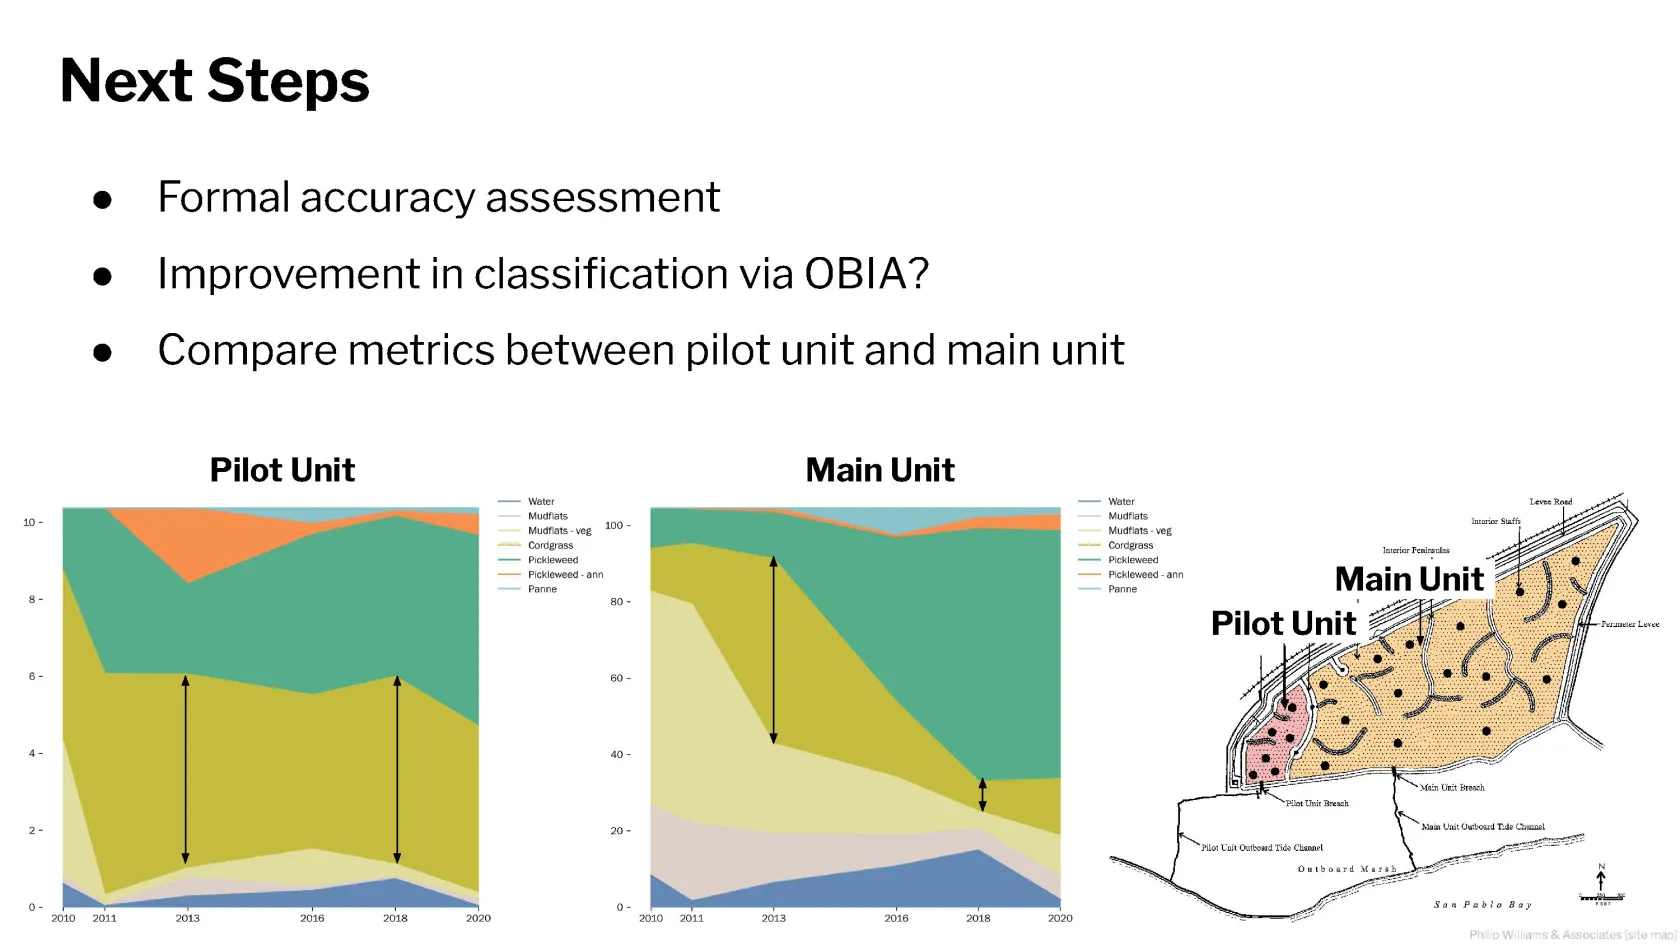 Next Steps
● Formal accuracy assessment
● Improvement in classification via OBIA?
● Compare metrics between pilot unit and main unit
Pilot Unit
10
8
6
4
2
0
2010 2011 2013 2016 2018 2020
Water
Mudflats
Mudflats - veg
Cordgrass
Pickleweed
Pickleweed - ann
Panne
Main Unit
100
80
60
40
20
0
2010 2011 2013 2016 2018 2020
Water
Mudflats
Mudflats - veg
Cordgrass
Pickleweed
Pickleweed - ann
Panne
Levee Road
Interior Staffs
Interior Peninsulas
Main Unit
Pilot Unit
Perimeter Levee
Main Unit Breach
Pilot Unit Breach
Main Unit Outboard Tide Channel
Pilot Unit Outboard Tide Channel
Outboard Marsh
N
San Pablo Bay
FEET
Philip Williams & Associates [site map]